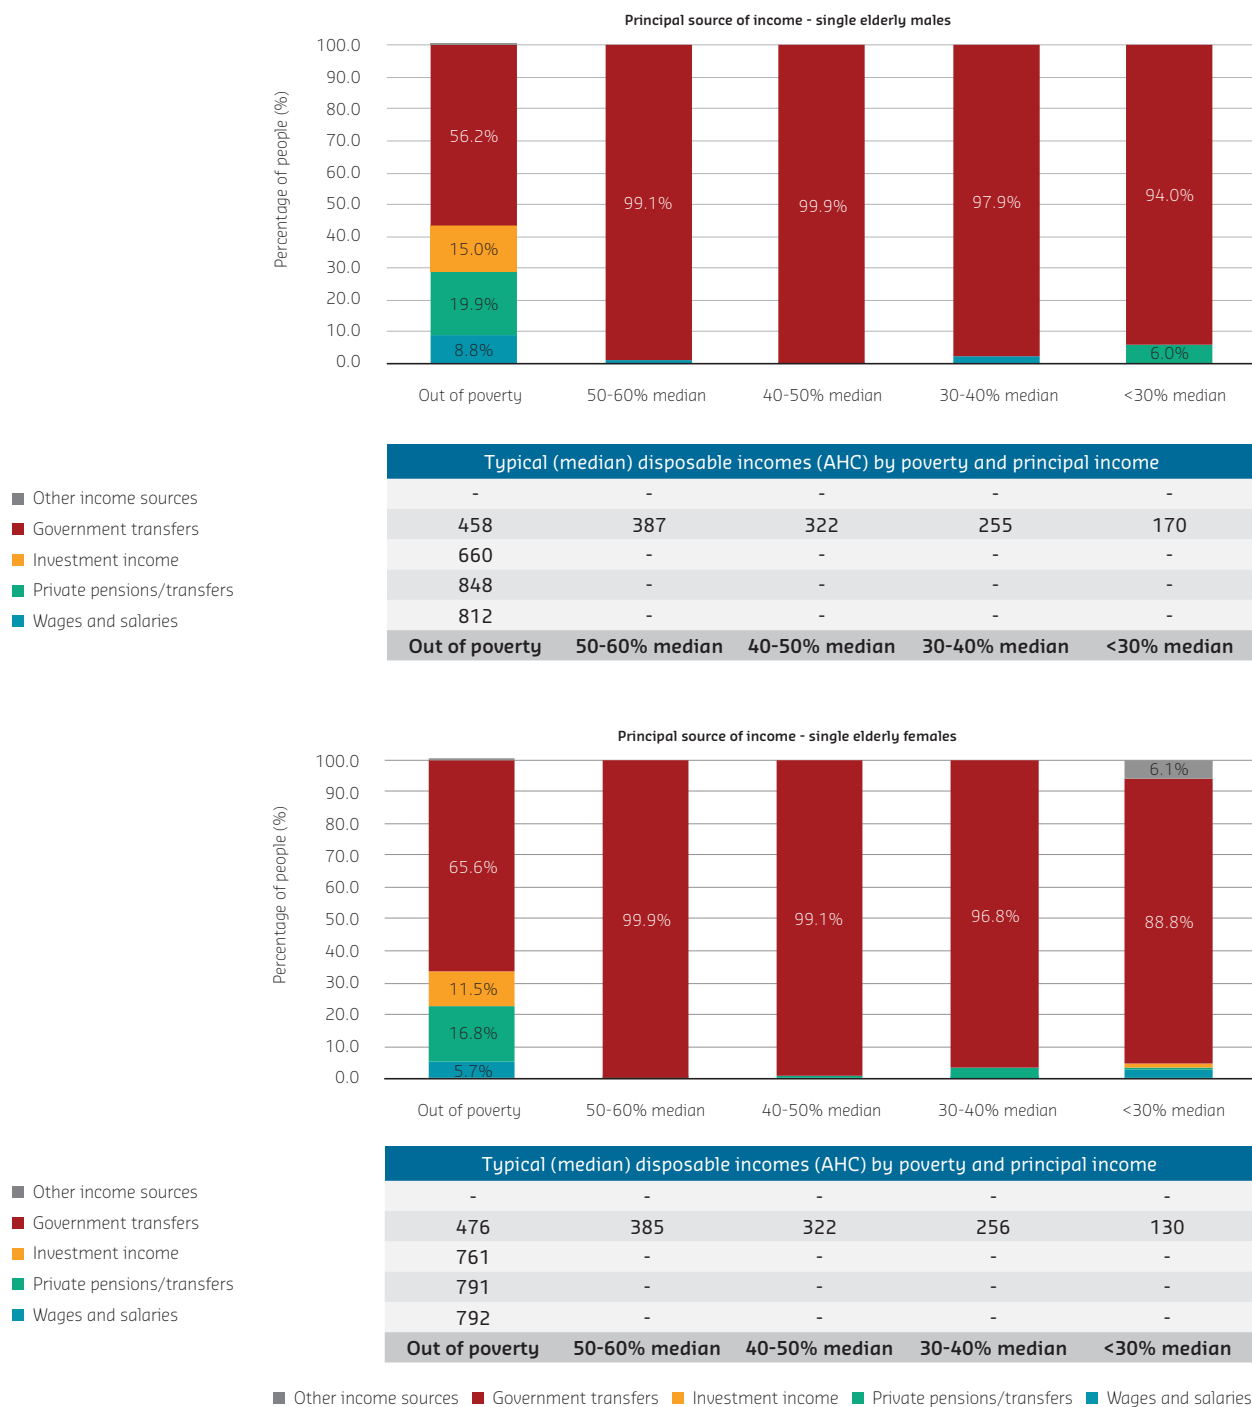 Principal source of income - single elderly males
Percentage of people (%)
100.0
90.0
80.0
70.0
60.0
50.0
40.0
30.0
20.0
10.0
0.0
56.2%
15.0%
19.9%
8.8%
99.1%
99.9%
97.9%
94.0%
6.0%
Out of poverty 50-60% median 40-50% median 30-40% median <30% median
Typical (median) disposable incomes (AHC) by poverty and principal income
Other income sources - - - - -
Government transfers 458 387 322 255 170
Investment income 660 - - - -
Private pensions/transfers 848 - - - -
Wages and salaries 812 - - - -
Out of poverty 50-60% median 40-50% median 30-40% median <30% median
Principal source of income - single elderly females
Percentage of people (%)
100.0
90.0
80.0
70.0
60.0
50.0
40.0
30.0
20.0
10.0
0.0
65.6%
11.5%
16.8%
5.7%
99.9%
99.1%
96.8%
6.1%
88.8%
Out of poverty 50-60% median 40-50% median 30-40% median <30% median
Typical (median) disposable incomes (AHC) by poverty and principal income
Other income sources - - - - -
Government transfers 476 385 322 256 130
Investment income 761 - - - -
Private pensions/transfers 791 - - - -
Wages and salaries 792 - - - -
Out of poverty 50-60% median 40-50% median 30-40% median <30% median
Other income sources Government transfers Investment income Private pensions/transfers Wages and salaries